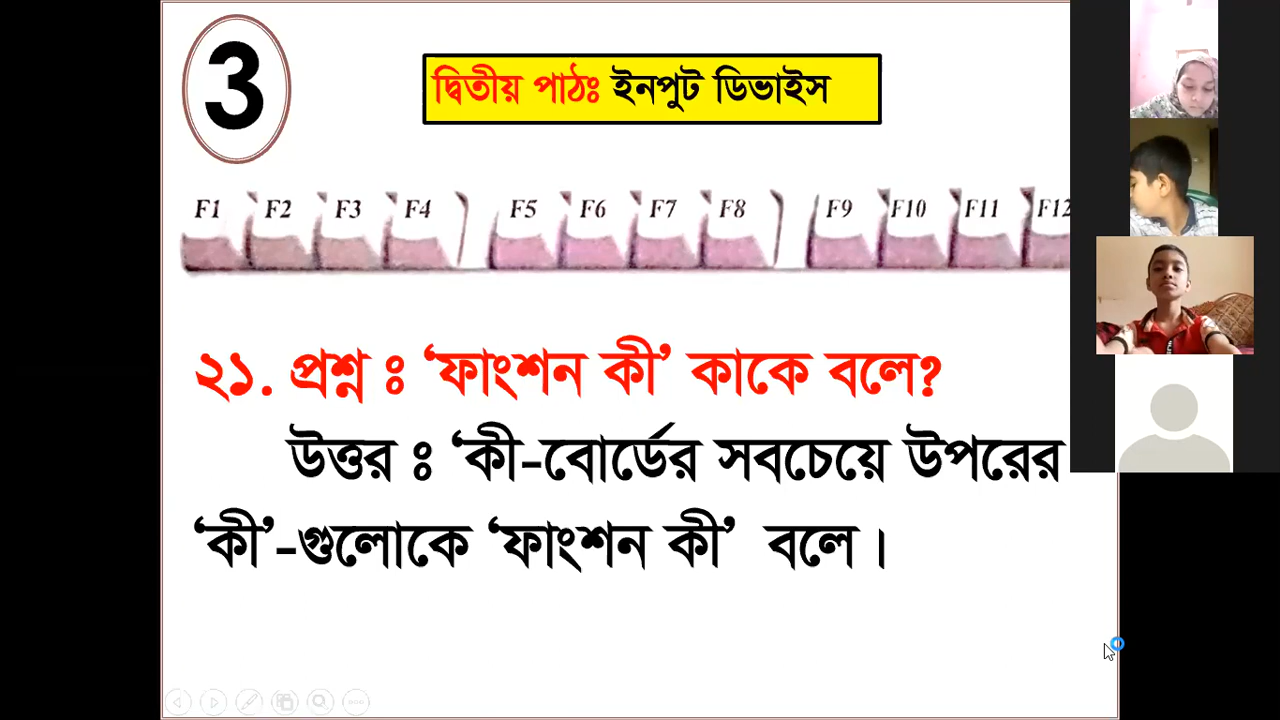 3
দ্বিতীয় পাঠঃ ইনপুট ডিভাইস
F1 F2 F3 F4 F5 F6 F7 F8 F9 F10 F11 F12
২১. প্রশ্ন ঃ ‘ফাংশন কী’ কাকে বলে?
উত্তর ঃ ‘কী-বোর্ডের সবচেয়ে উপরের
‘কী’-গুলোকে ‘ফাংশন কী’ বলে।